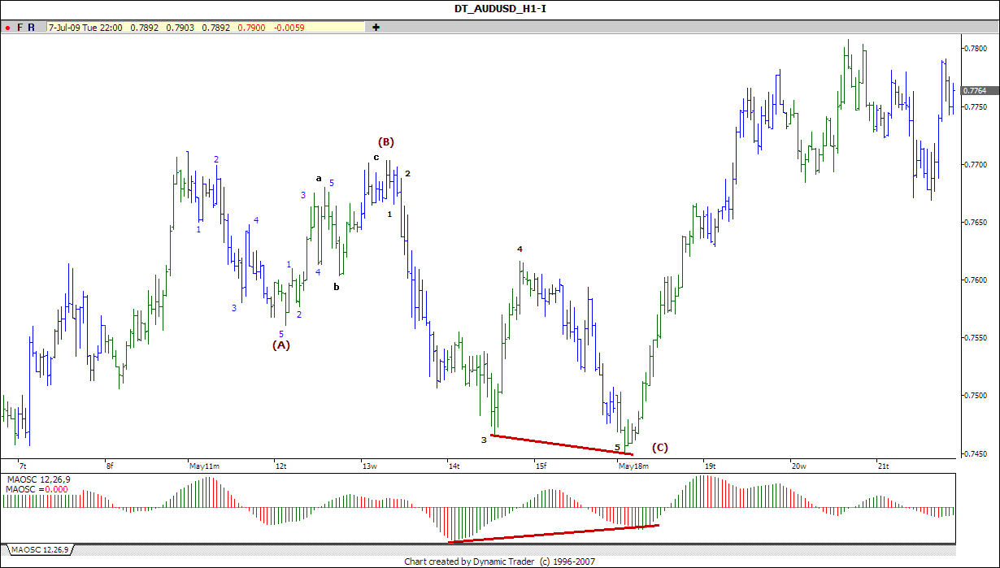 DT_AUDUSD_H1-I
F R 7-Jul-09 Tue 22:00 0.7892 0.7903 0.7892 0.7900 -0.0059
0.7800
0.7764
0.7750
0.7700
0.7650
0.7600
0.7550
0.7500
0.7450
(B)
c
2
2
a
5
3
1
1
4
4
1
4
b
3
2
5
(A)
3
5
(C)
7t 8f May11m 12t 13w 14t 15f May18m 19t 20w 21t
MAOSC 12,26,9
MAOSC =0.000
MAOSC 12,26,9
Chart created by Dynamic Trader (c) 1996-2007